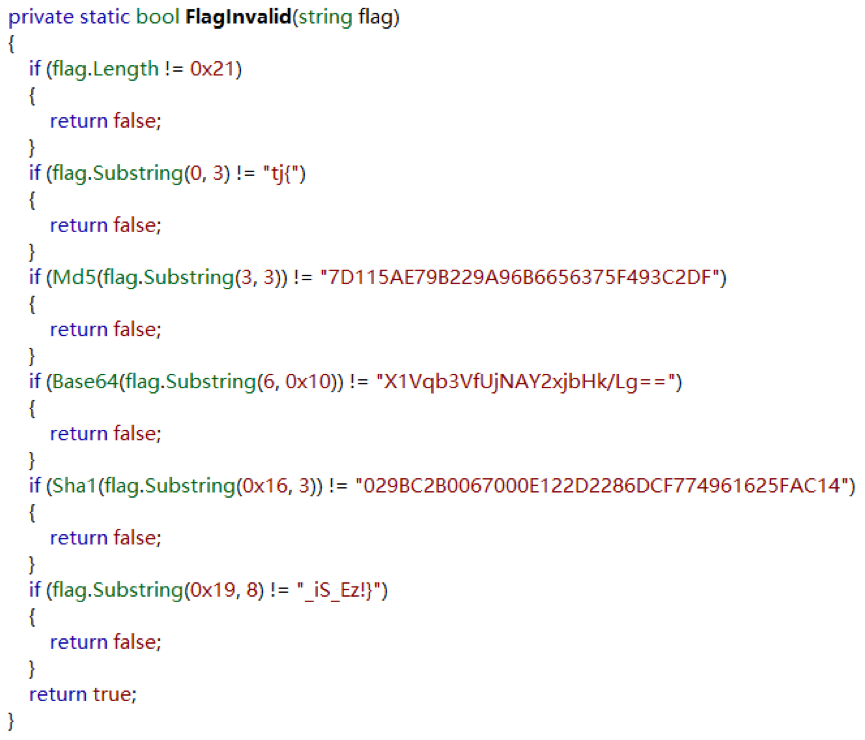 private static bool FlagInvalid(string flag)
{
if (flag.Length != 0x21)
{
return false;
}
if (flag.Substring(0, 3) != "tj{")
{
return false;
}
if (Md5(flag.Substring(3, 3)) != "7D115AE79B229A96B6656375F493C2DF")
{
return false;
}
if (Base64(flag.Substring(6, 0x10)) != "X1Vqb3VfUjNAY2xjbHk/Lg==")
{
return false;
}
if (Sha1(flag.Substring(0x16, 3)) != "029BC2B0067000E122D2286DCF774961625FAC14")
{
return false;
}
if (flag.Substring(0x19, 8) != "_iS_Ez!}")
{
return false;
}
return true;
}